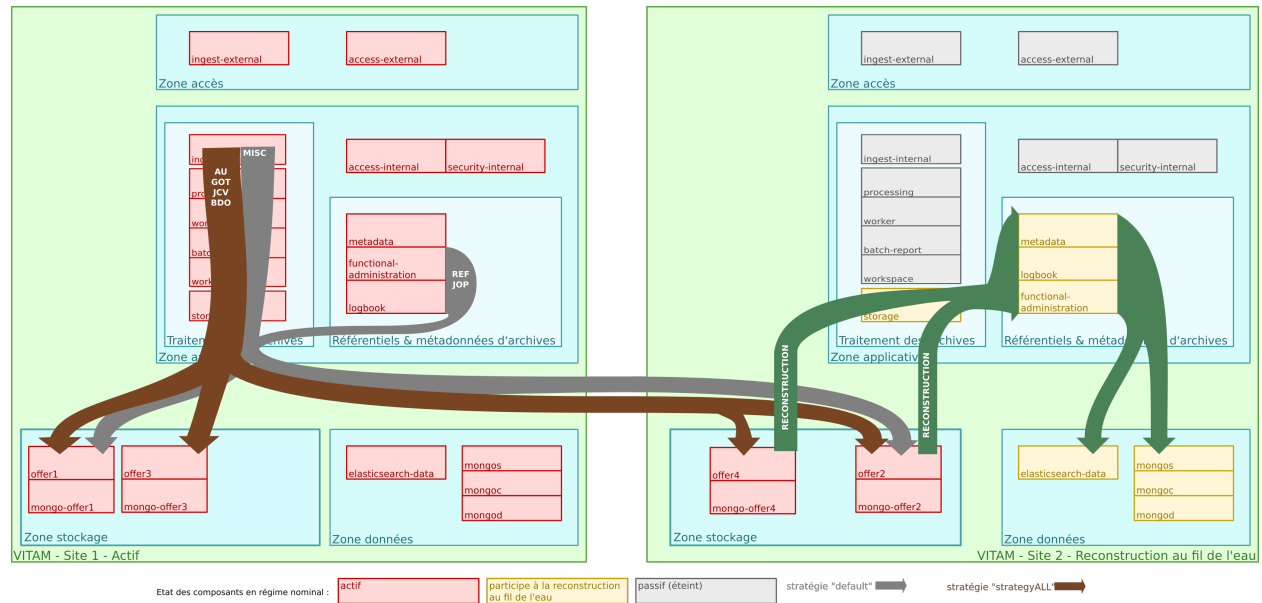 ingest-external
access-external
Zone accès
MISC
AU
GOT
JCV
BDO
access-internal
security-internal
metadata
functional-
administration
logbook
REF
JOP
Référentiels & métadonnées d'archives
offer1
mongo-offer1
offer3
mongo-offer3
Zone stockage
elasticsearch-data
mongos
mongoc
mongod
Zone données
VITAM - Site 1 - Actif
ingest-external
access-external
Zone accès
ingest-internal
processing
worker
batch-report
workspace
storage
Traitement des archives
access-internal
security-internal
metadata
logbook
functional-
administration
Référentiels & d'archives
RECONSTRUCTION
RECONSTRUCTION
offer4
mongo-offer4
offer2
mongo-offer2
Zone stockage
elasticsearch-data
mongos
mongoc
mongod
Zone données
VITAM - Site 2 - Reconstruction au fil de l'eau
Etat des composants en régime nominal :
actif
participe à la reconstruction
au fil de l'eau
passif (éteint)
stratégie "default"
stratégie "strategyALL"